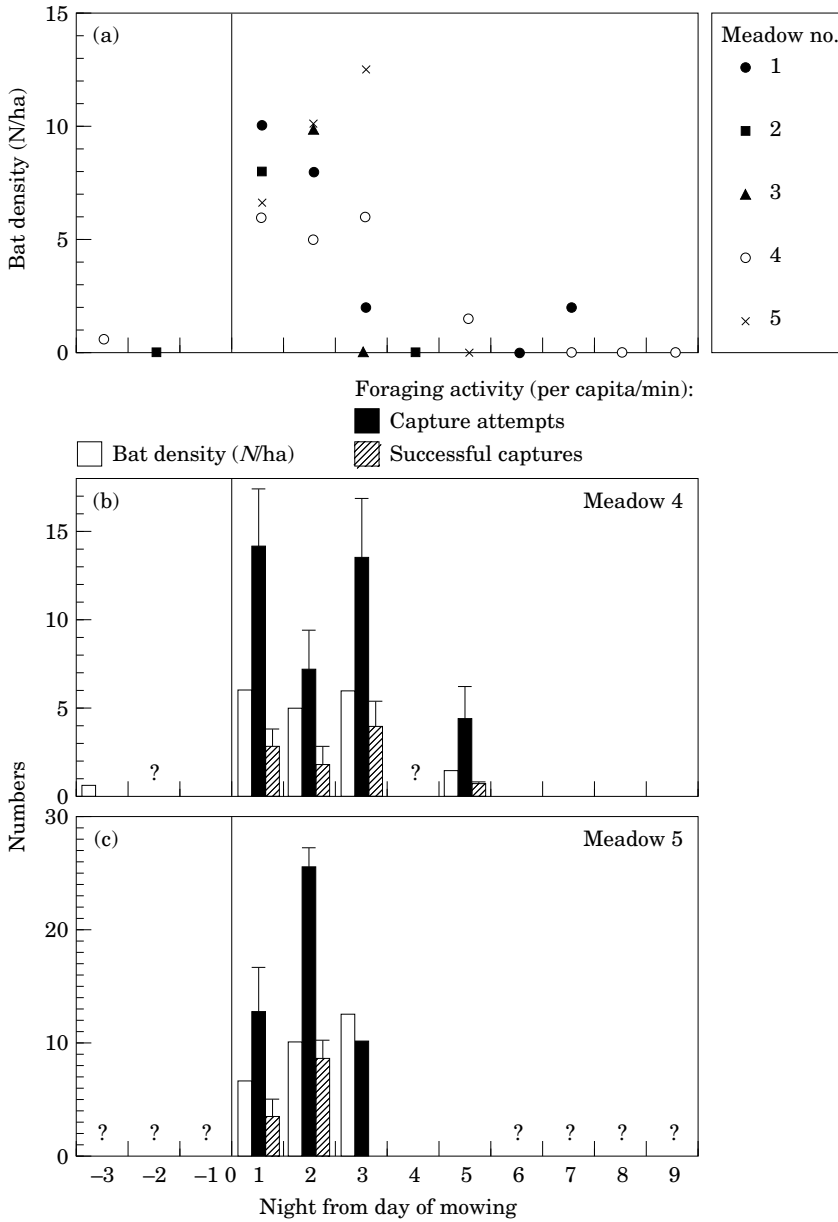 15
(a)
10
5
0
Bat density (N/ha)
Meadow no.
1
2
3
4
5
Foraging activity (per capita/min):
Capture attempts
Bat density (N/ha)
Successful captures
(b)
Meadow 4
15
10
5
0
?
?
Numbers
30
(c)
Meadow 5
20
10
0
? ? ? ? ? ? ?
–3 –2 –1 0 1 2 3 4 5 6 7 8 9
Night from day of mowing